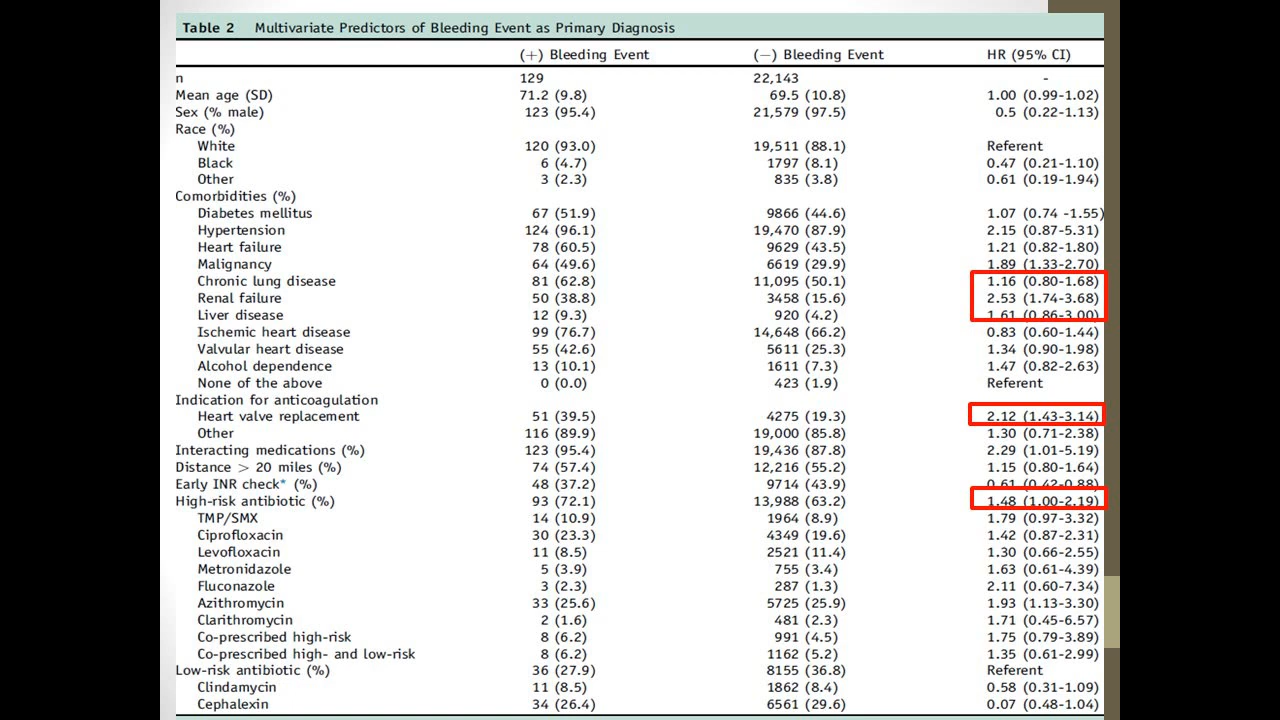 Table 2 Multivariate Predictors of Bleeding Event as Primary Diagnosis
(+) Bleeding Event (−) Bleeding Event HR (95% CI)
n 129 22,143 -
Mean age (SD) 71.2 (9.8) 69.5 (10.8) 1.00 (0.99-1.02)
Sex (% male) 123 (95.4) 21,579 (97.5) 0.5 (0.22-1.13)
Race (%)
White 120 (93.0) 19,511 (88.1) Referent
Black 6 (4.7) 1797 (8.1) 0.47 (0.21-1.10)
Other 3 (2.3) 835 (3.8) 0.61 (0.19-1.94)
Comorbidities (%)
Diabetes mellitus 67 (51.9) 9866 (44.6) 1.07 (0.74 -1.55)
Hypertension 124 (96.1) 19,470 (87.9) 2.15 (0.87-5.31)
Heart failure 78 (60.5) 9629 (43.5) 1.21 (0.82-1.80)
Malignancy 64 (49.6) 6619 (29.9) 1.89 (1.33-2.70)
Chronic lung disease 81 (62.8) 11,095 (50.1) 1.16 (0.80-1.68)
Renal failure 50 (38.8) 3458 (15.6) 2.53 (1.74-3.68)
Liver disease 12 (9.3) 920 (4.2) 1.61 (0.86-3.00)
Ischemic heart disease 99 (76.7) 14,648 (66.2) 0.83 (0.60-1.44)
Valvular heart disease 55 (42.6) 5611 (25.3) 1.34 (0.90-1.98)
Alcohol dependence 13 (10.1) 1611 (7.3) 1.47 (0.82-2.63)
None of the above 0 (0.0) 423 (1.9) Referent
Indication for anticoagulation
Heart valve replacement 51 (39.5) 4275 (19.3) 2.12 (1.43-3.14)
Other 116 (89.9) 19,000 (85.8) 1.30 (0.71-2.38)
Interacting medications (%) 123 (95.4) 19,436 (87.8) 2.29 (1.01-5.19)
Distance > 20 miles (%) 74 (57.4) 12,216 (55.2) 1.15 (0.80-1.64)
Early INR check* (%) 48 (37.2) 9714 (43.9) 0.61 (0.42-0.88)
High-risk antibiotic (%) 93 (72.1) 13,988 (63.2) 1.48 (1.00-2.19)
TMP/SMX 14 (10.9) 1964 (8.9) 1.79 (0.97-3.32)
Ciprofloxacin 30 (23.3) 4349 (19.6) 1.42 (0.87-2.31)
Levofloxacin 11 (8.5) 2521 (11.4) 1.30 (0.66-2.55)
Metronidazole 5 (3.9) 755 (3.4) 1.63 (0.61-4.39)
Fluconazole 3 (2.3) 287 (1.3) 2.11 (0.60-7.34)
Azithromycin 33 (25.6) 5725 (25.9) 1.93 (1.13-3.30)
Clarithromycin 2 (1.6) 481 (2.3) 1.71 (0.45-6.57)
Co-prescribed high-risk 8 (6.2) 991 (4.5) 1.75 (0.79-3.89)
Co-prescribed high- and low-risk 8 (6.2) 1162 (5.2) 1.35 (0.61-2.99)
Low-risk antibiotic (%) 36 (27.9) 8155 (36.8) Referent
Clindamycin 11 (8.5) 1862 (8.4) 0.58 (0.31-1.09)
Cephalexin 34 (26.4) 6561 (29.6) 0.07 (0.48-1.04)